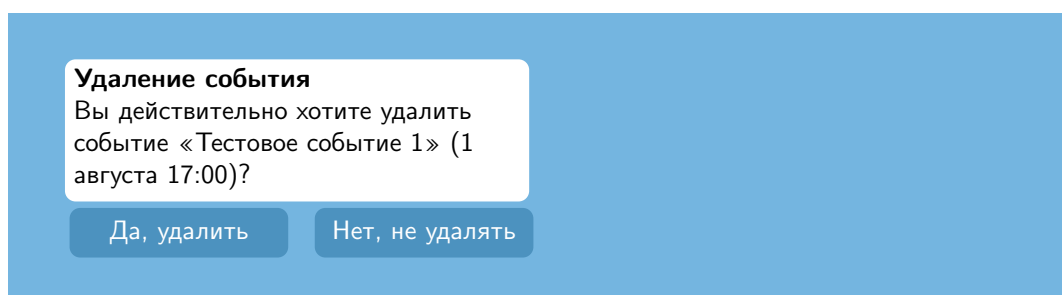 Удаление события
Вы действительно хотите удалить
событие «Тестовое событие 1» (1
августа 17:00)?
Да, удалить
Нет, не удалять